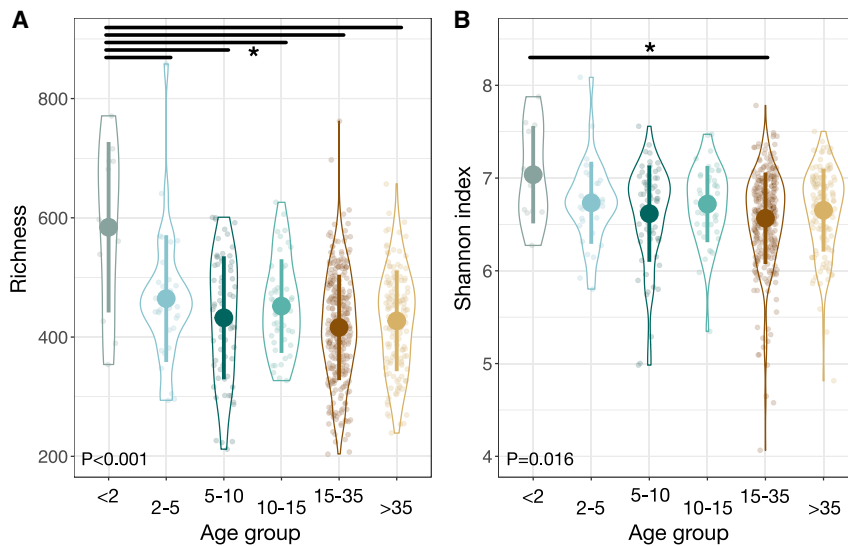 A
*
Richness
800
600
400
200
P<0.001
<2
2-5
5-10
10-15
15-35
>35
Age group
B
*
Shannon index
8
7
6
5
4
P=0.016
<2
2-5
5-10
10-15
15-35
>35
Age group